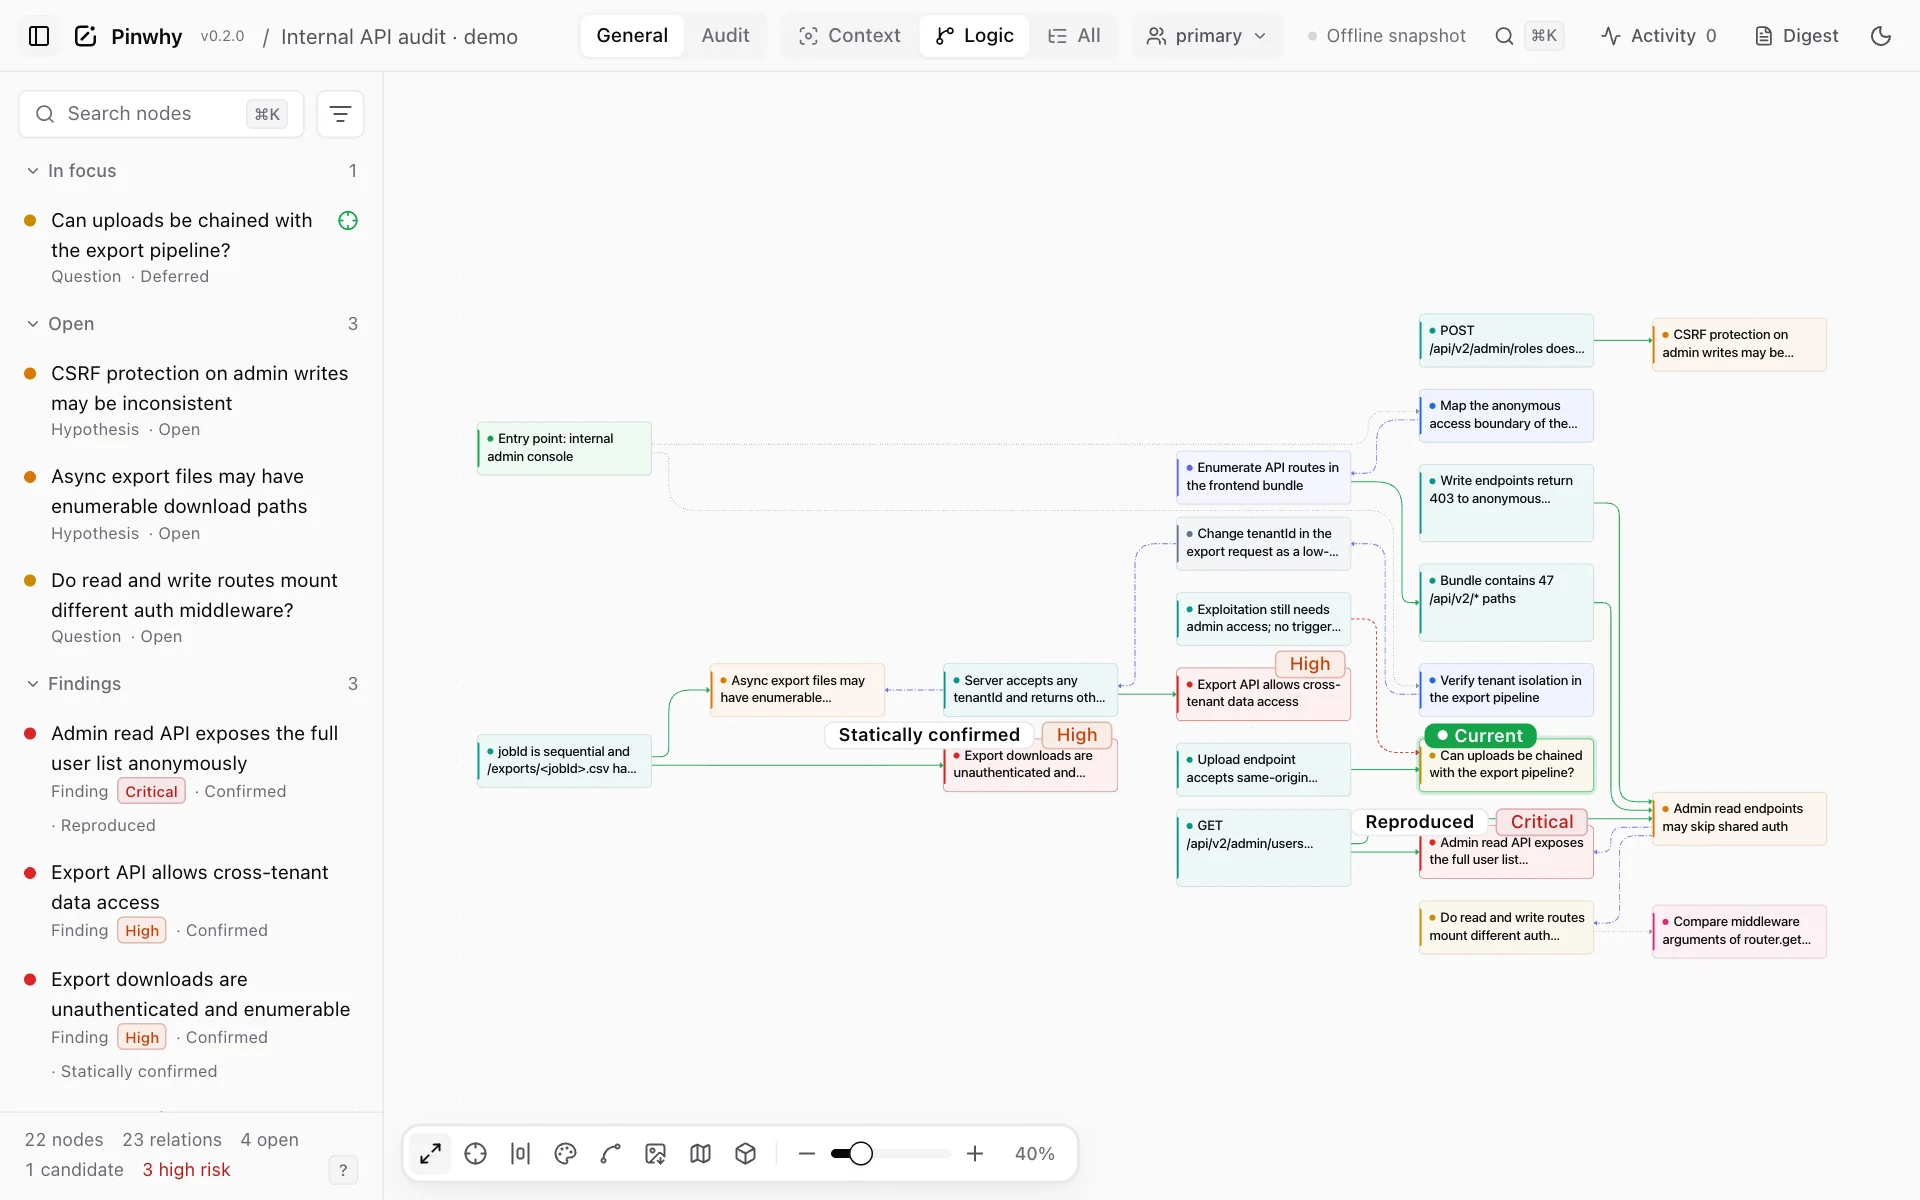 Pinwhy v0.2.0 / Internal API audit · demo
General Audit Context Logic All primary Offline snapshot ⌘K Activity 0 Digest
Search nodes ⌘K
In focus 1
Can uploads be chained with
the export pipeline?
Question · Deferred
Open 3
CSRF protection on admin writes
may be inconsistent
Hypothesis · Open
Async export files may have
enumerable download paths
Hypothesis · Open
Do read and write routes mount
different auth middleware?
Question · Open
Findings 3
Admin read API exposes the full
user list anonymously
Finding Critical · Confirmed
· Reproduced
Export API allows cross-tenant
data access
Finding High · Confirmed
Export downloads are
unauthenticated and enumerable
Finding High · Confirmed
· Statically confirmed
22 nodes 23 relations 4 open
1 candidate 3 high risk ?
Entry point: internal
admin console
jobId is sequential and
/exports/<jobId>.csv ha...
Async export files may
have enumerable...
Server accepts any
tenantId and returns oth...
Statically confirmed High
Export downloads are
unauthenticated and...
Enumerate API routes in
the frontend bundle
Change tenantId in the
export request as a low-...
Exploitation still needs
admin access; no trigger...
High
Export API allows cross-
tenant data access
Upload endpoint
accepts same-origin...
GET
/api/v2/admin/users...
POST
/api/v2/admin/roles does...
Map the anonymous
access boundary of the...
Write endpoints return
403 to anonymous...
Bundle contains 47
/api/v2/* paths
Verify tenant isolation in
the export pipeline
Current
Can uploads be chained
with the export pipeline?
Reproduced Critical
Admin read API exposes
the full user list...
Do read and write routes
mount different auth...
CSRF protection on
admin writes may be...
Admin read endpoints
may skip shared auth
Compare middleware
arguments of router.get...
40%